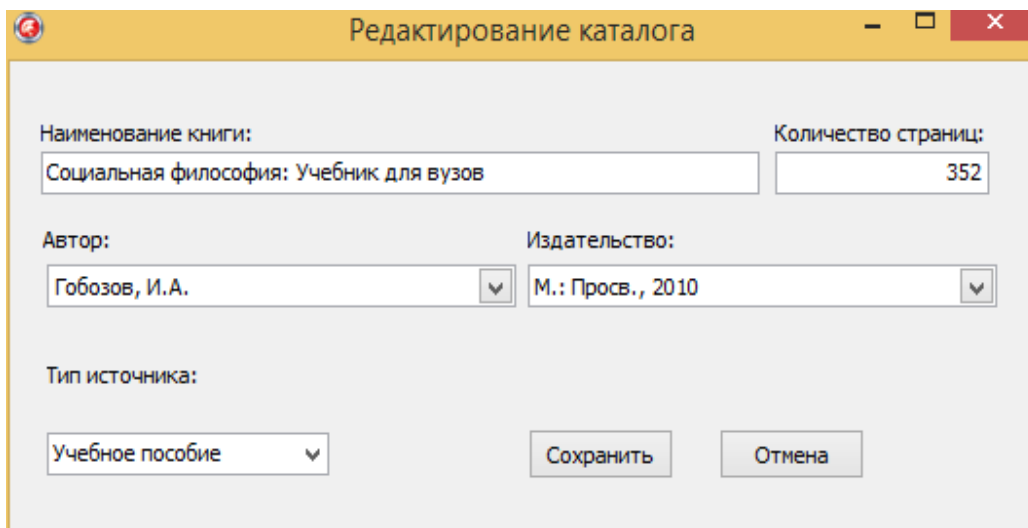 Редактирование каталога
Наименование книги: Количество страниц:
Социальная философия: Учебник для вузов 352
Автор: Издательство:
Гобозов, И.А. М.: Просв., 2010
Тип источника:
Учебное пособие Сохранить Отмена